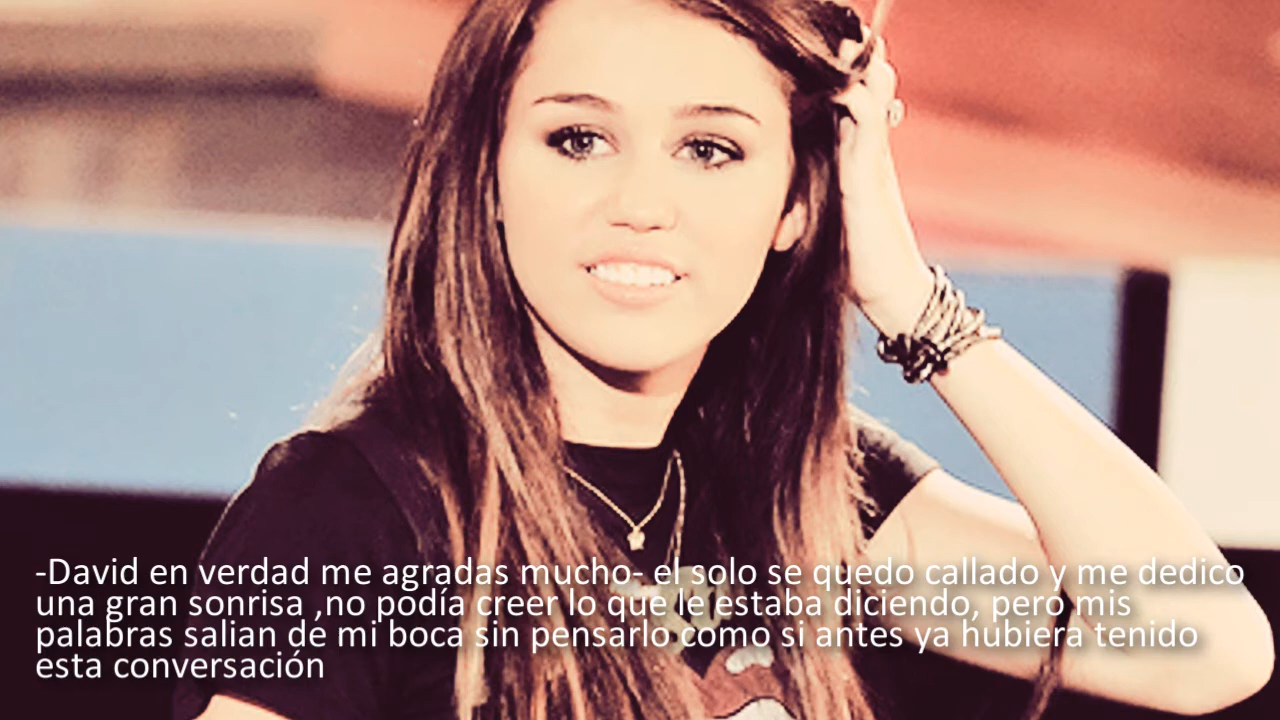 -David en verdad me agradas mucho- el solo se quedo callado y me dedico
una gran sonrisa ,no podía creer lo que le estaba diciendo, pero mis
palabras salian de mi boca sin pensarlo como si antes ya hubiera tenido
esta conversación